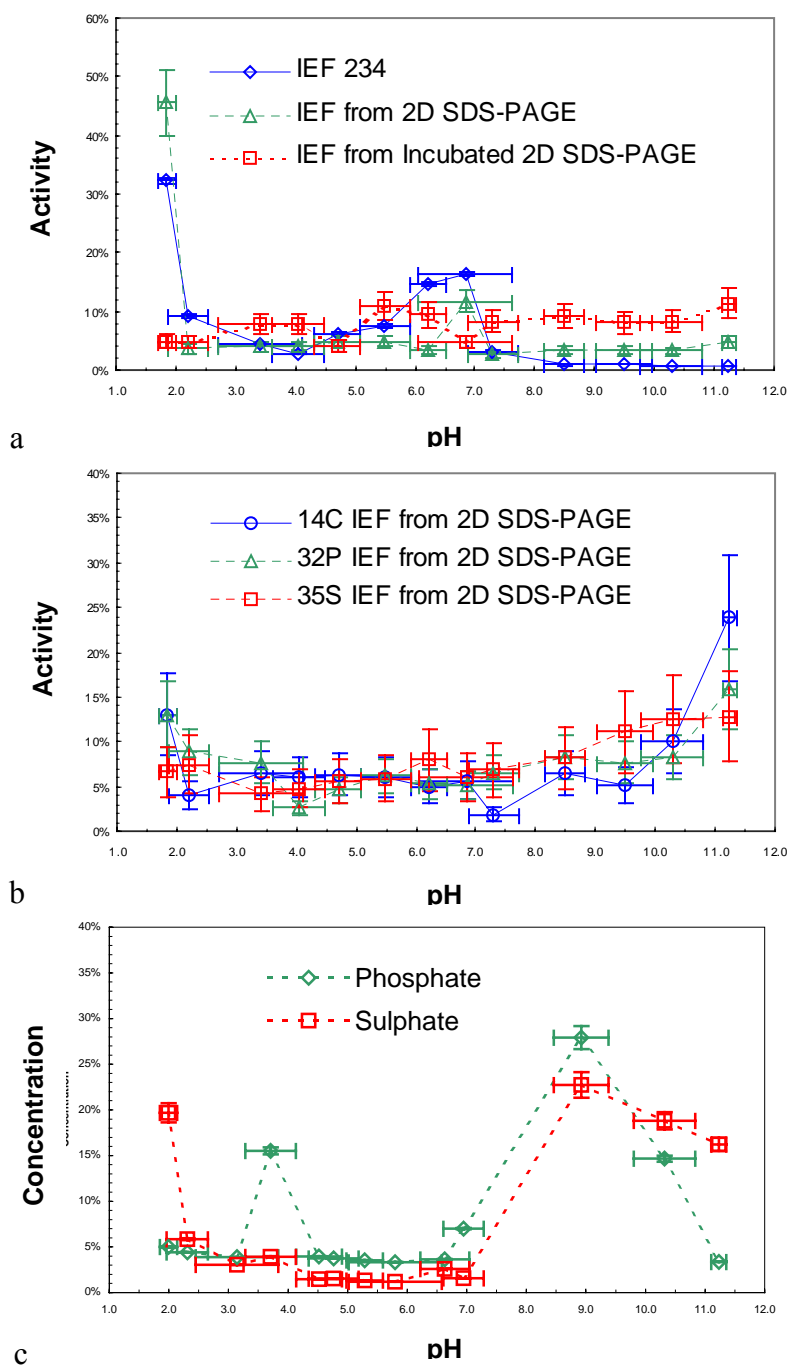 60%
50%
40%
30%
20%
10%
0%
Activity
IEF 234
IEF from 2D SDS-PAGE
IEF from Incubated 2D SDS-PAGE
1.0 2.0 3.0 4.0 5.0 6.0 7.0 8.0 9.0 10.0 11.0 12.0
pH
a
40%
35%
30%
25%
20%
15%
10%
5%
0%
Activity
14C IEF from 2D SDS-PAGE
32P IEF from 2D SDS-PAGE
35S IEF from 2D SDS-PAGE
1.0 2.0 3.0 4.0 5.0 6.0 7.0 8.0 9.0 10.0 11.0 12.0
pH
b
40%
35%
30%
25%
20%
15%
10%
5%
0%
Concentration
Concentration
Phosphate
Sulphate
1.0 2.0 3.0 4.0 5.0 6.0 7.0 8.0 9.0 10.0 11.0 12.0
pH
c